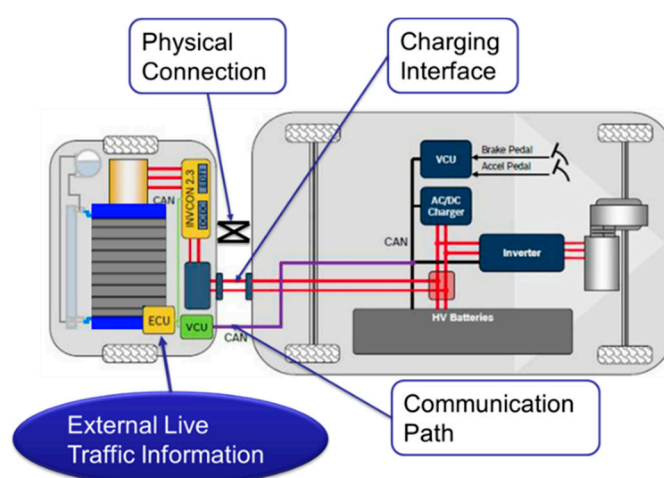 Physical
Connection
Charging
Interface
VCU
Brake Pedal
Accel Pedal
CAN
INVCON 2.3
AC/DC
Charger
CAN
Inverter
ECU
VCU
CAN
HV Batteries
External Live
Traffic Information
Communication
Path